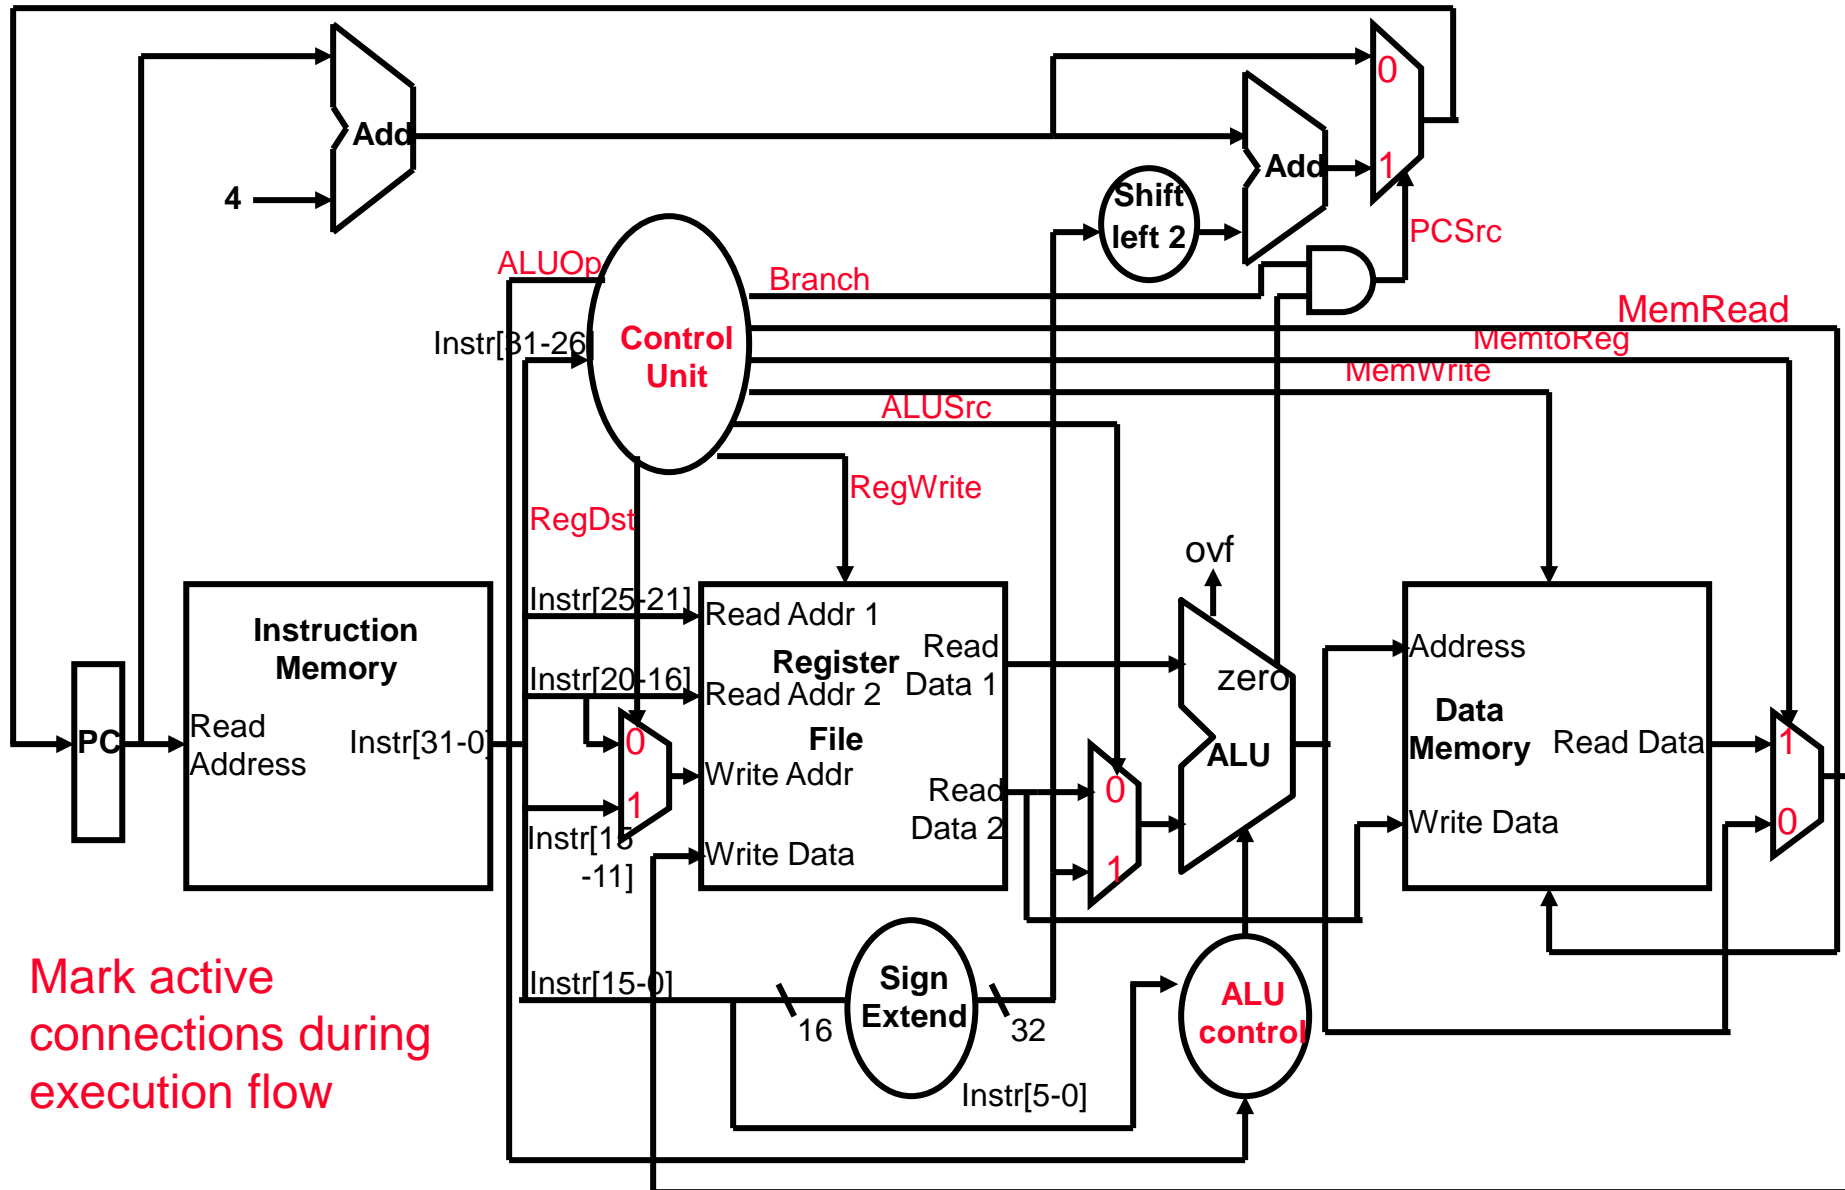 0
Add
Add
1
4
Shift
left 2
PCSrc
ALUOp
Branch
MemRead
Instr[31-26]
Control
Unit
MemtoReg
MemWrite
ALUSrc
RegWrite
RegDst
ovf
Instr[25-21]
Read Addr 1
Instruction
Memory
Register
Read
Data 1
Address
Instr[20-16]
Read Addr 2
zero
PC
Read
Address
Instr[31-0]
0
File
Data
Memory
Read Data
1
Write Addr
ALU
1
Read
Data 2
0
Write Data
0
Instr[15
-11]
Write Data
1
Mark active
connections during
execution flow
Instr[15-0]
16
Sign
Extend
32
ALU
control
Instr[5-0]